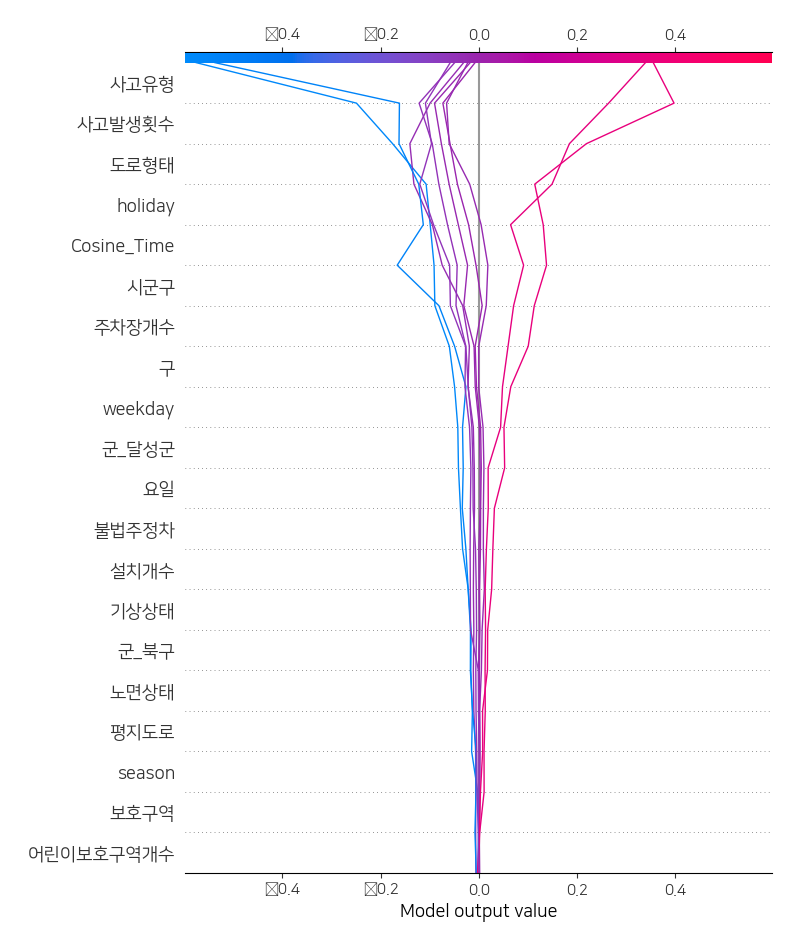 ⊠0.4 ⊠0.2 0.0 0.2 0.4
사고유형
사고발생횟수
도로형태
holiday
Cosine_Time
시군구
주차장개수
구
weekday
군_달성군
요일
불법주정차
설치개수
기상상태
군_북구
노면상태
평지도로
season
보호구역
어린이보호구역개수
⊠0.4 ⊠0.2 0.0 0.2 0.4
Model output value